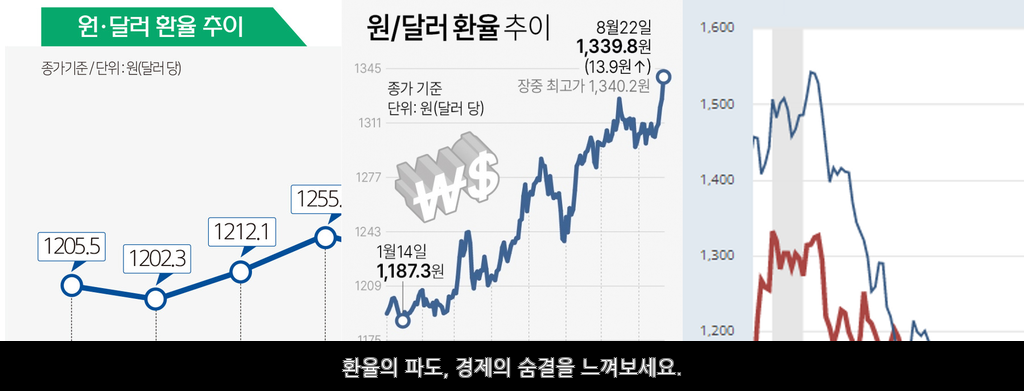 원·달러 환율 추이
종가기준 / 단위 : 원(달러 당)
1205.5
1202.3
1212.1
1255.
원/달러 환율 추이
8월22일
1,339.8원
(13.9원↑)
장중 최고가 1,340.2원
종가 기준
단위: 원(달러 당)
1345
1311
1277
1243
1209
1175
₩$
1월14일
1,187.3원
1,600
1,500
1,400
1,300
1,200
환율의 파도, 경제의 숨결을 느껴보세요.